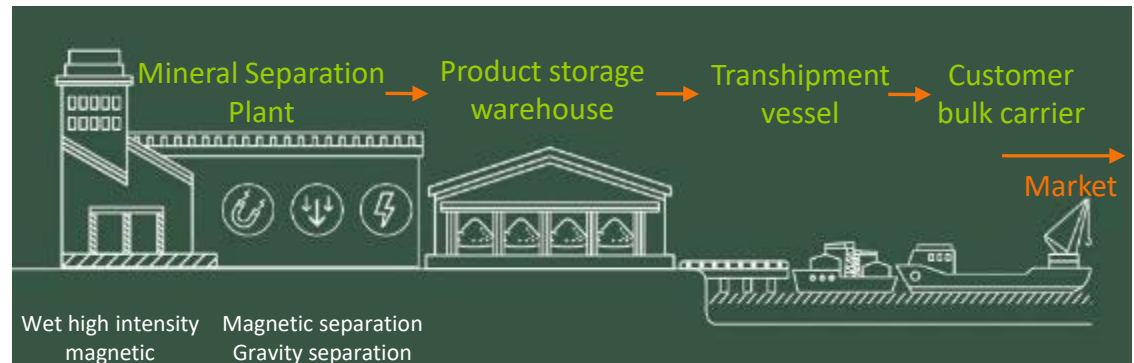 Mineral Separation
Plant
Product storage
warehouse
Transhipment
vessel
Customer
bulk carrier
Market
Wet high intensity
magnetic
Magnetic separation
Gravity separation